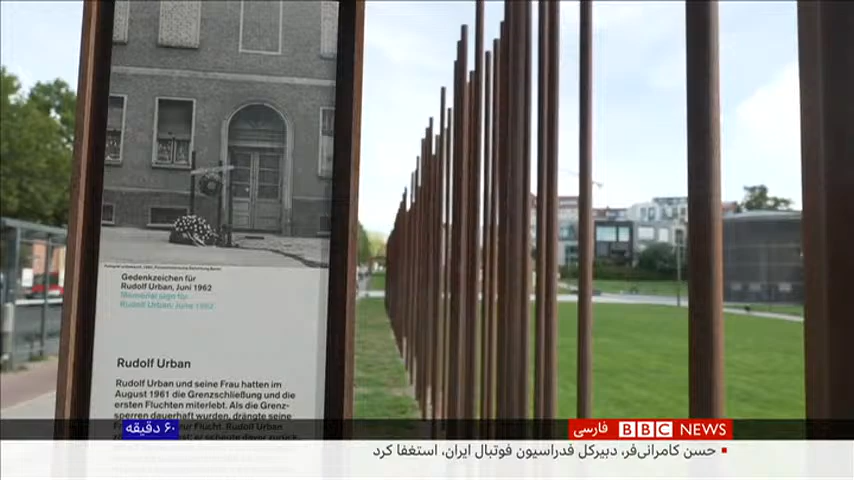 Gedenkzeichen für
Rudolf Urban, Juni 1962
Memorial sign for
Rudolf Urban, June 1962
Rudolf Urban
Rudolf Urban und seine Frau hatten im
August 1961 die Grenzschließung und die
ersten Fluchten miterlebt. Als die Grenz-
sperren dauerhaft wurden, drängte seine
zur Flucht. Rudolf Urban
۶۰ دقیقه
BBC NEWS فارسی
حسن کامرانی‌فر، دبیرکل فدراسیون فوتبال ایران، استعفا کرد